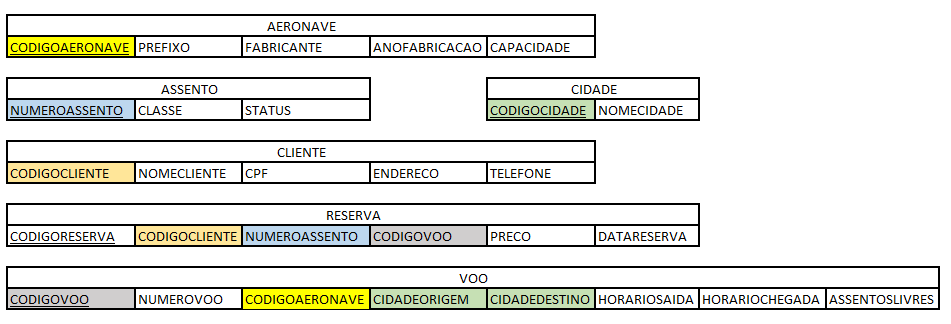 AERONAVE
CODIGOAERONAVE PREFIXO FABRICANTE ANOFABRICACAO CAPACIDADE
ASSENTO CIDADE
NUMEROASSENTO CLASSE STATUS CODIGOCIDADE NOMECIDADE
CLIENTE
CODIGOCLIENTE NOMECLIENTE CPF ENDERECO TELEFONE
RESERVA
CODIGORESERVA CODIGOCLIENTE NUMEROASSENTO CODIGOVOO PRECO DATARESERVA
VOO
CODIGOVOO NUMEROVOO CODIGOAERONAVE CIDADEORIGEM CIDADEDESTINO HORARIOSAIDA HORARIOCHEGADA ASSENTOSLIVRES